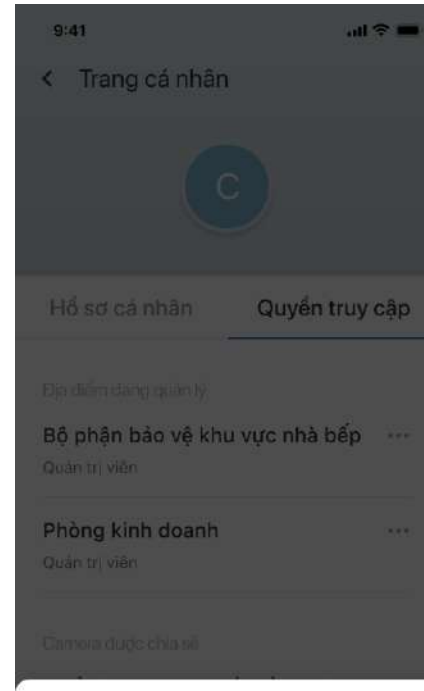 9:41
Trang cá nhân
C
Hồ sơ cá nhân Quyền truy cập
Địa điểm đang quản lý
Bộ phận bảo vệ khu vực nhà bếp
Quản trị viên
Phòng kinh doanh
Quản trị viên
Camera được chia sẻ